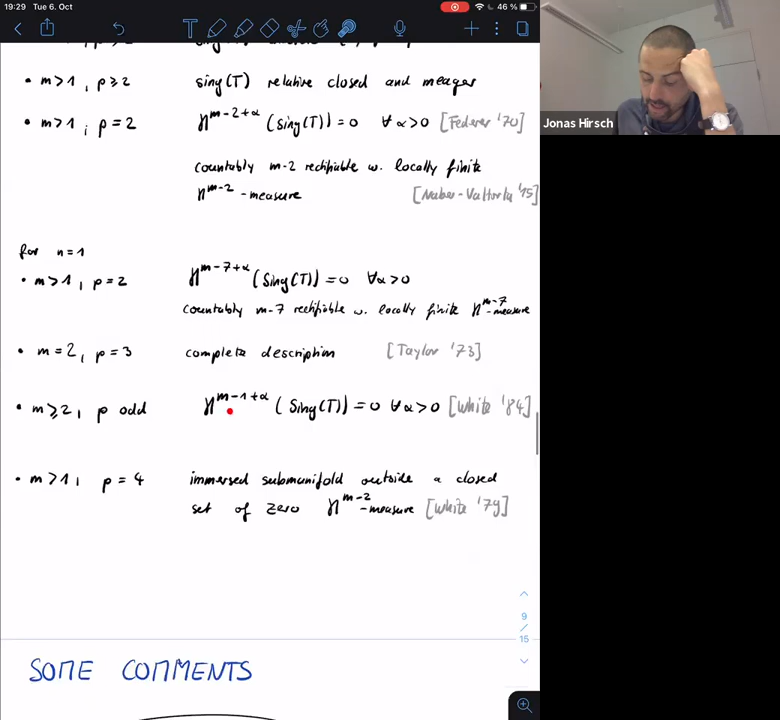 19:29 Tue 6. Oct
46 %
Jonas Hirsch
• m>1, p≥2 sing(T) relative closed and meager
• m>1, p=2 ℋ^{m-2+α}(sing(T))=0 ∀α>0 [Federer '70]
countably m-2 rectifiable w. locally finite
ℋ^{m-2}-measure [Naber-Valtorta '15]
for n=1
• m>1, p=2 ℋ^{m-7+α}(Sing(T))=0 ∀α>0
countably m-7 rectifiable w. locally finite ℋ^{m-7}-measure
• m=2, p=3 complete description [Taylor '73]
• m≥2, p odd ℋ^{m-1+α}(Sing(T))=0 ∀α>0 [White '84]
• m>1, p=4 immersed submanifold outside a closed
set of zero ℋ^{m-2}-measure [White '79]
9
/
15
SOME COMMENTS